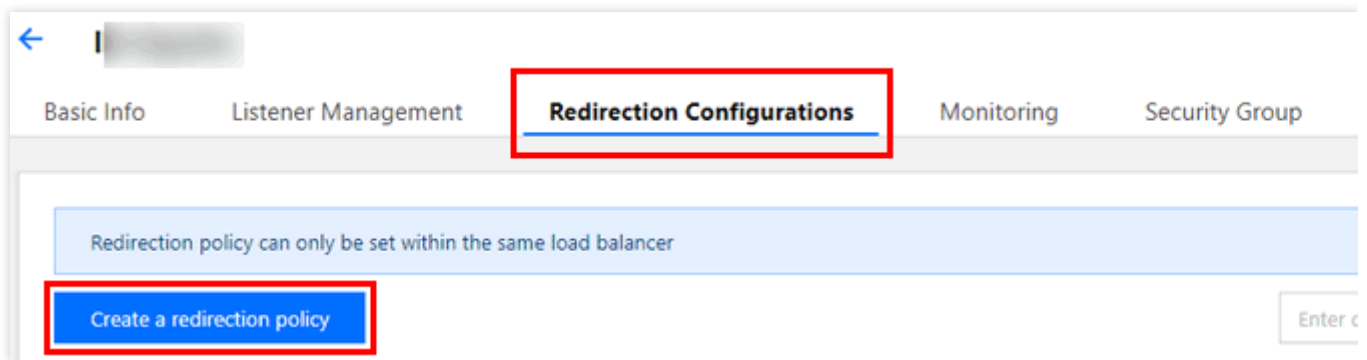 Basic Info Listener Management Redirection Configurations Monitoring Security Group
Redirection policy can only be set within the same load balancer
Create a redirection policy
Enter